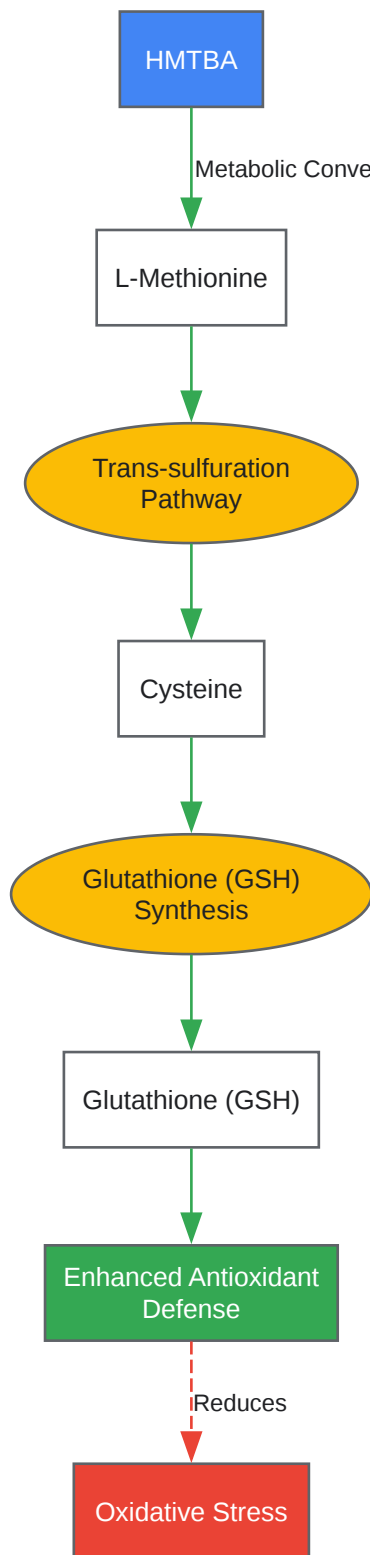 HMTBA
Metabolic Conve
L-Methionine
Trans-sulfuration
Pathway
Cysteine
Glutathione (GSH)
Synthesis
Glutathione (GSH)
Enhanced Antioxidant
Defense
Reduces
Oxidative Stress